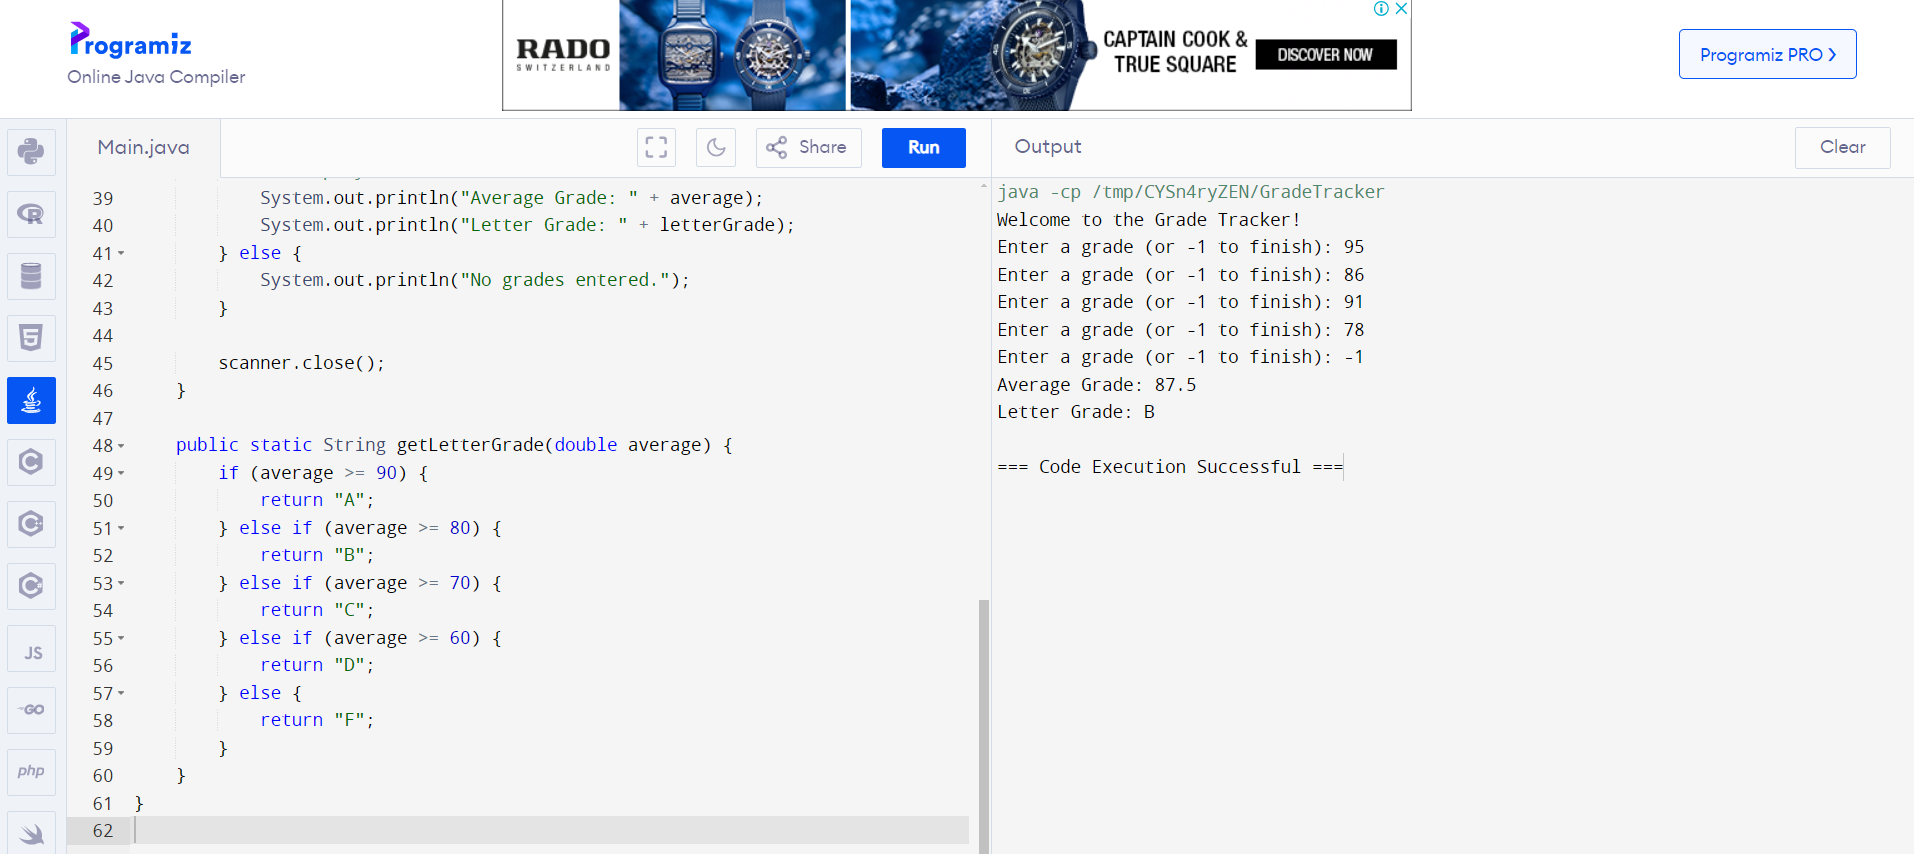 Programiz
Online Java Compiler
RADO
SWITZERLAND
CAPTAIN COOK &
TRUE SQUARE
DISCOVER NOW
Programiz PRO >
Main.java
Share
Run
Output
Clear
39 System.out.println("Average Grade: " + average);
40 System.out.println("Letter Grade: " + letterGrade);
41 } else {
42 System.out.println("No grades entered.");
43 }
44
45 scanner.close();
46 }
47
48 public static String getLetterGrade(double average) {
49 if (average >= 90) {
50 return "A";
51 } else if (average >= 80) {
52 return "B";
53 } else if (average >= 70) {
54 return "C";
55 } else if (average >= 60) {
56 return "D";
57 } else {
58 return "F";
59 }
60 }
61 }
62
java -cp /tmp/CYSn4ryZEN/GradeTracker
Welcome to the Grade Tracker!
Enter a grade (or -1 to finish): 95
Enter a grade (or -1 to finish): 86
Enter a grade (or -1 to finish): 91
Enter a grade (or -1 to finish): 78
Enter a grade (or -1 to finish): -1
Average Grade: 87.5
Letter Grade: B
=== Code Execution Successful ===
R
5
C
C
C
JS
GO
php